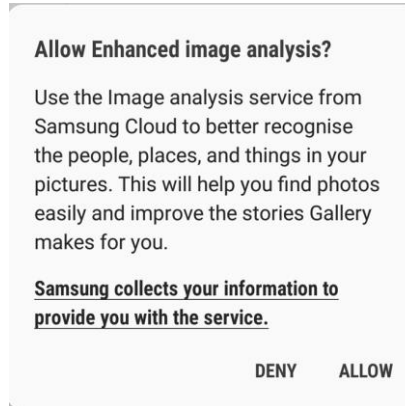 Allow Enhanced image analysis?
Use the Image analysis service from
Samsung Cloud to better recognise
the people, places, and things in your
pictures. This will help you find photos
easily and improve the stories Gallery
makes for you.
Samsung collects your information to
provide you with the service.
DENY ALLOW